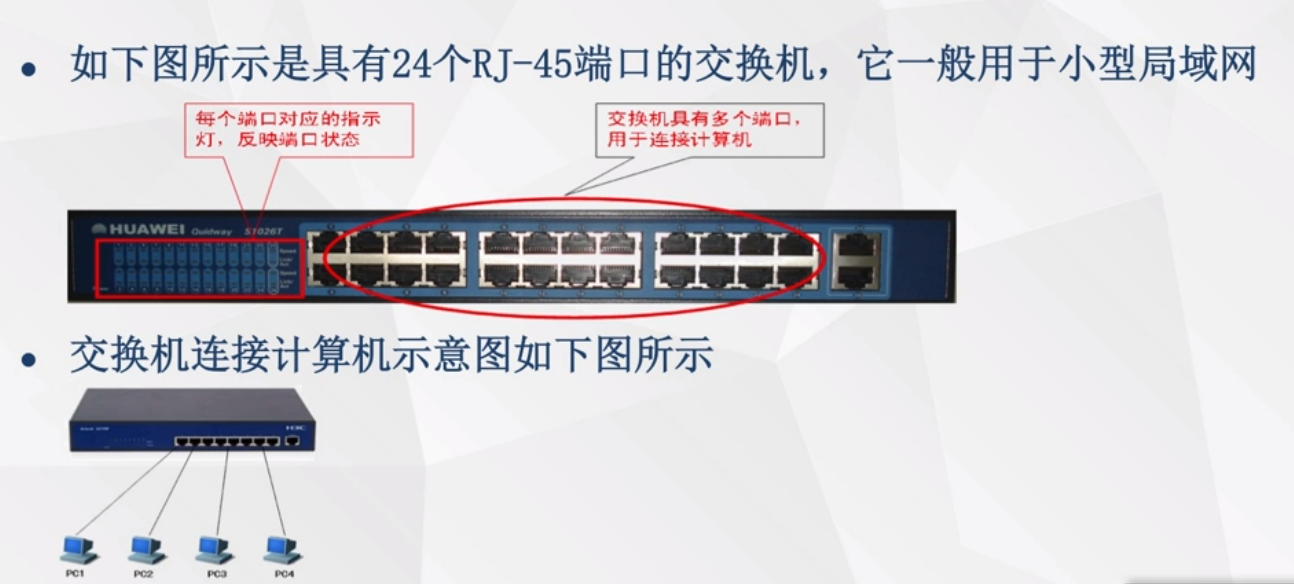 • 如下图所示是具有24个RJ-45端口的交换机，它一般用于小型局域网
每个端口对应的指示
灯，反映端口状态
交换机具有多个端口，
用于连接计算机
HUAWEI Quidway S1026T
Speed
Link/
Act
Speed
Link/
Act
• 交换机连接计算机示意图如下图所示
H3C
PC1 PC2 PC3 PC4